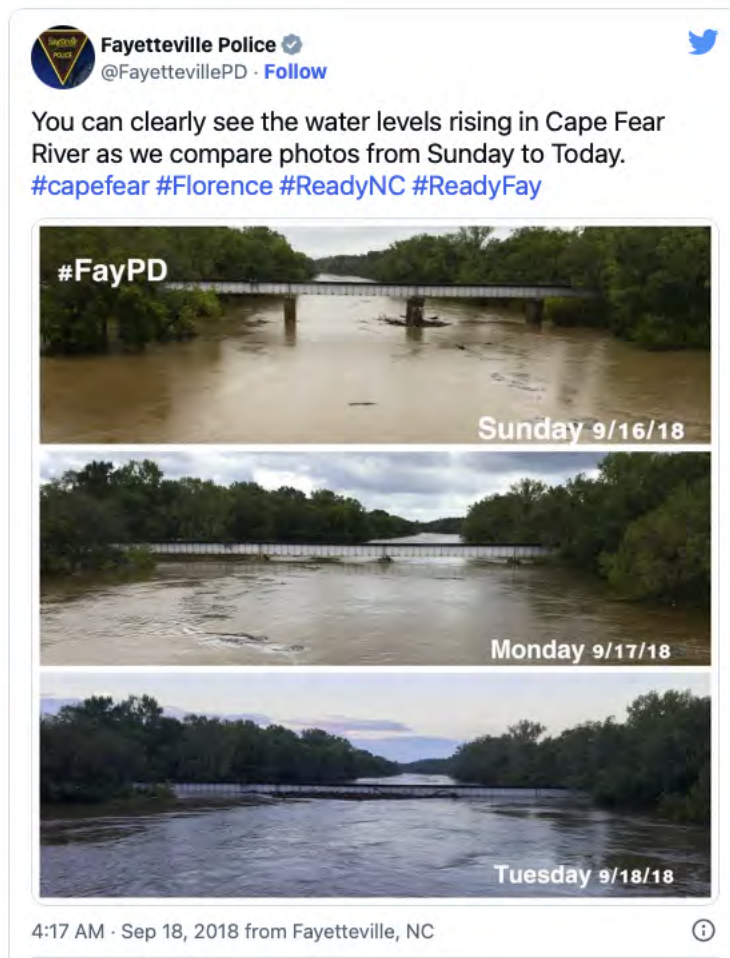 Fayetteville Police
@FayettevillePD · Follow
You can clearly see the water levels rising in Cape Fear
River as we compare photos from Sunday to Today.
#capefear #Florence #ReadyNC #ReadyFay
#FayPD
Sunday 9/16/18
Monday 9/17/18
Tuesday 9/18/18
4:17 AM · Sep 18, 2018 from Fayetteville, NC